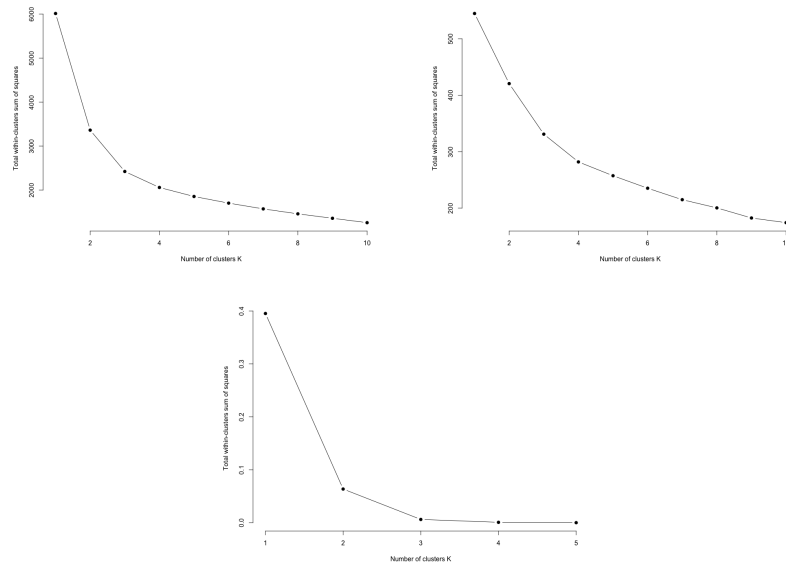 6000
5000
4000
3000
2000
Total within-clusters sum of squares
2 4 6 8 10
Number of clusters K
500
400
300
200
Total within-clusters sum of squares
2 4 6 8 1
Number of clusters K
0.4
0.3
0.2
0.1
0.0
Total within-clusters sum of squares
1 2 3 4 5
Number of clusters K